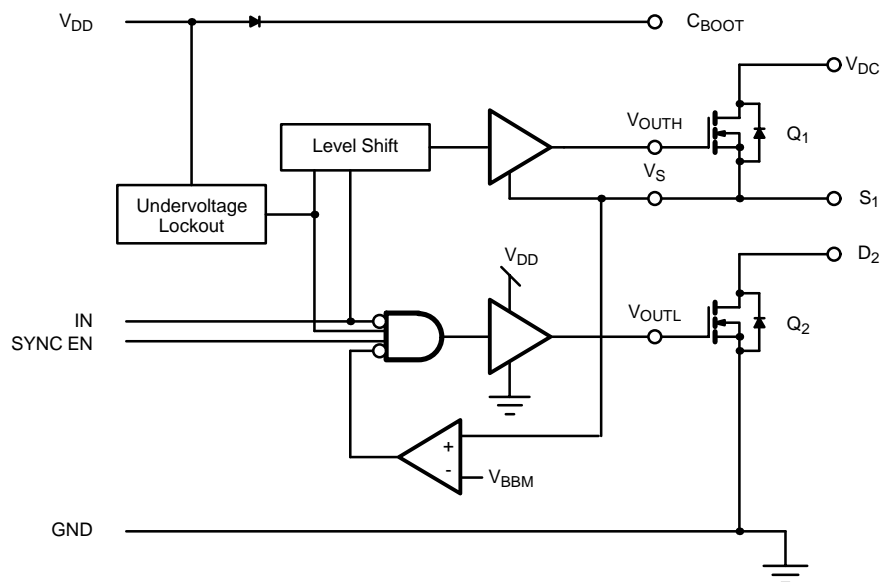 VDD
CBOOT
VDC
Level Shift
VOUTH
Q1
VS
Undervoltage
Lockout
S1
VDD
D2
IN
VOUTL
Q2
SYNC EN
+
-
VBBM
GND